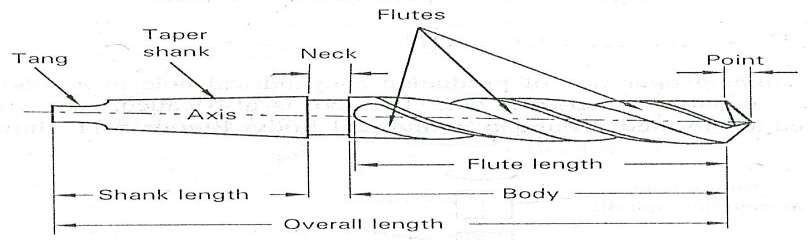 Flutes
Taper
shank
Neck
Point
Tang
Axis
Flute length
Shank length
Body
Overall length